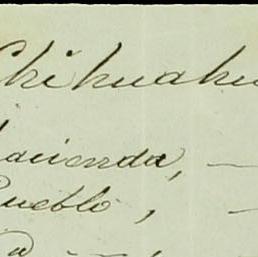 Chihuahu
acienda, —
Pueblo, —